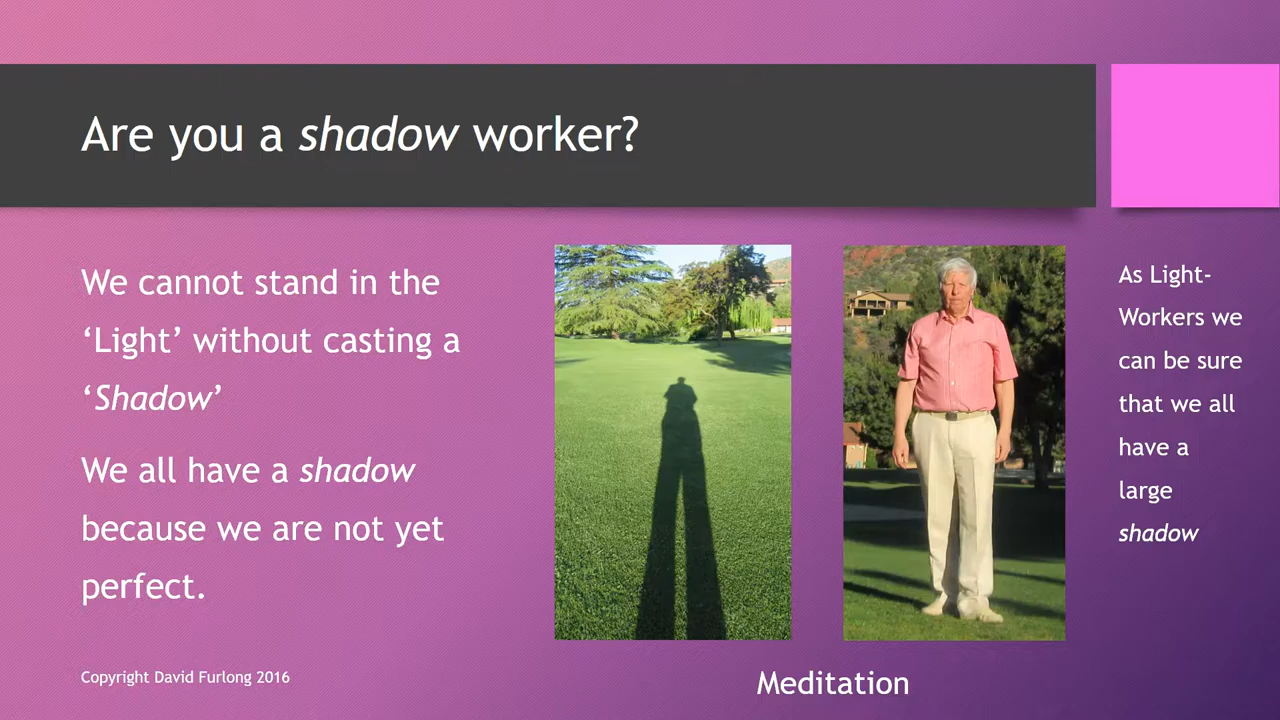 Are you a shadow worker?
We cannot stand in the
‘Light’ without casting a
‘Shadow’
We all have a shadow
because we are not yet
perfect.
As Light-
Workers we
can be sure
that we all
have a
large
shadow
Copyright David Furlong 2016
Meditation